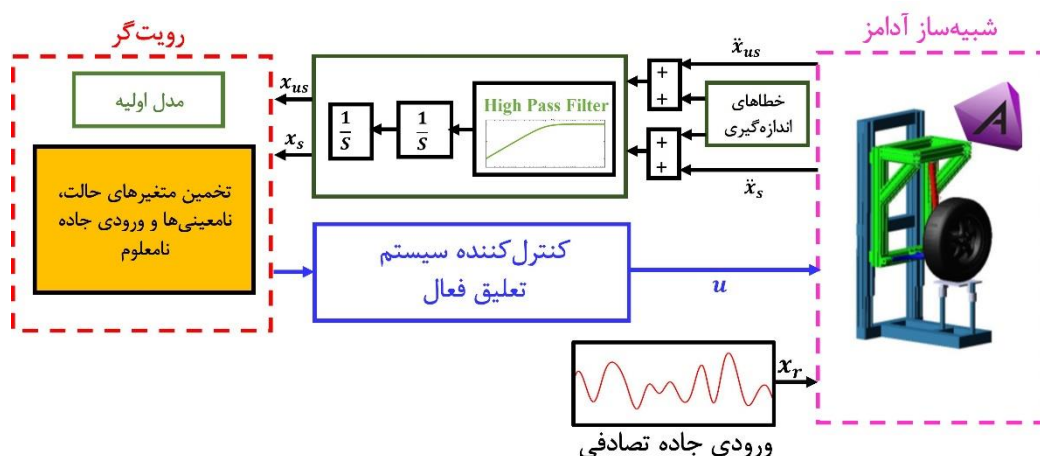 شبیه‌ساز آدامز
رویت‌گر
ẍ_us
خطاهای
اندازه‌گیری
ẍ_s
+
+
+
+
High Pass Filter
1/S
1/S
x_us
x_s
مدل اولیه
تخمین متغیرهای حالت،
نامعینی‌ها و ورودی جاده
نامعلوم
کنترل‌کننده سیستم
تعلیق فعال
u
x_r
ورودی جاده تصادفی
A